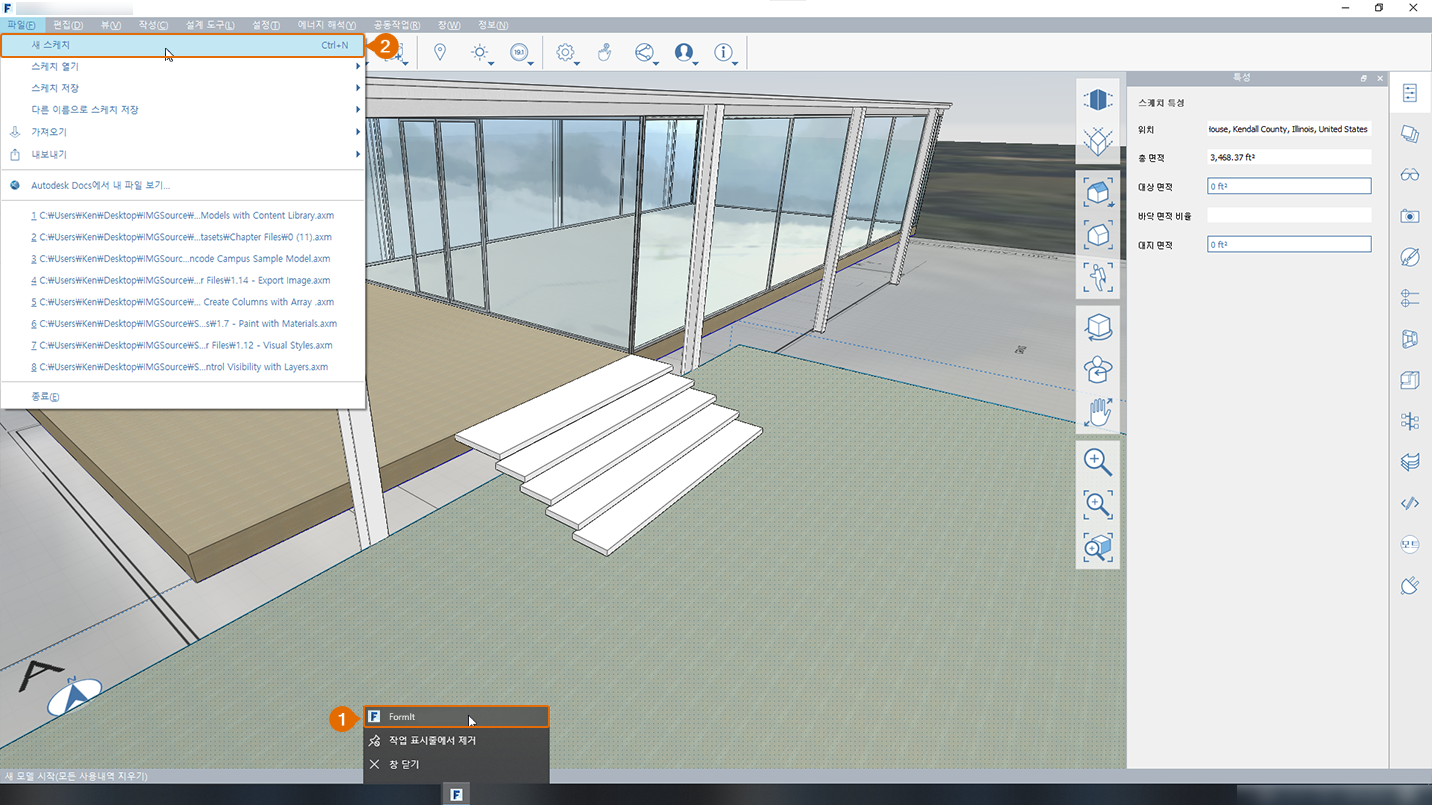 파일(F) 편집(D) 뷰(V) 작성(C) 설계 도구(L) 설정(T) 에너지 해석(Y) 공동작업(R) 창(W) 정보(N)
새 스케치 Ctrl+N
2
스케치 열기
스케치 저장
다른 이름으로 스케치 저장
가져오기
내보내기
Autodesk Docs에서 내 파일 보기...
1 C:₩Users₩Ken₩Desktop₩IMGSource₩...Models with Content Library.axm
2 C:₩Users₩Ken₩Desktop₩IMGSource₩...tasets₩Chapter Files₩0 (11).axm
3 C:₩Users₩Ken₩Desktop₩IMGSourc...ncode Campus Sample Model.axm
4 C:₩Users₩Ken₩Desktop₩IMGSource₩...r Files₩1.14 - Export Image.axm
5 C:₩Users₩Ken₩Desktop₩IMGSource₩... Create Columns with Array .axm
6 C:₩Users₩Ken₩Desktop₩IMGSource₩S...s₩1.7 - Paint with Materials.axm
7 C:₩Users₩Ken₩Desktop₩IMGSource₩S...r Files₩1.12 - Visual Styles.axm
8 C:₩Users₩Ken₩Desktop₩IMGSource₩S...ntrol Visibility with Layers.axm
종료(E)
19.1
특성
스케치 특성
위치 House, Kendall County, Illinois, United States
총 면적 3,468.37 ft²
대상 면적 0 ft²
바닥 면적 비율
대지 면적 0 ft²
모드
A
N
1
F FormIt
작업 표시줄에서 제거
창 닫기
새 모델 시작(모든 사용내역 지우기)
F